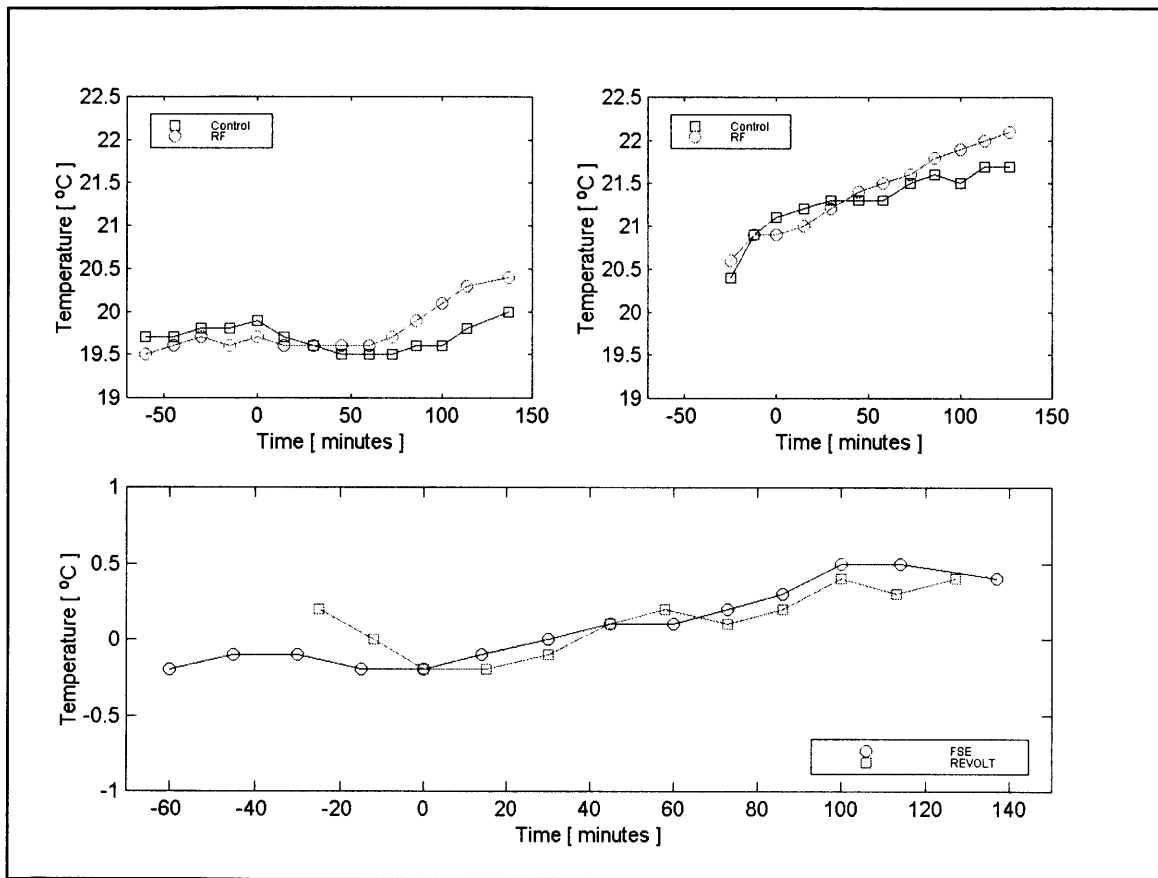 22.5
22
21.5
21
20.5
20
19.5
19
Temperature [ ºC ]
Control
RF
-50 0 50 100 150
Time [ minutes ]
22.5
22
21.5
21
20.5
20
19.5
19
Temperature [ ºC ]
Control
RF
-50 0 50 100 150
Time [ minutes ]
1
0.5
0
-0.5
-1
Temperature [ ºC ]
FSE
REVOLT
-60 -40 -20 0 20 40 60 80 100 120 140
Time [ minutes ]